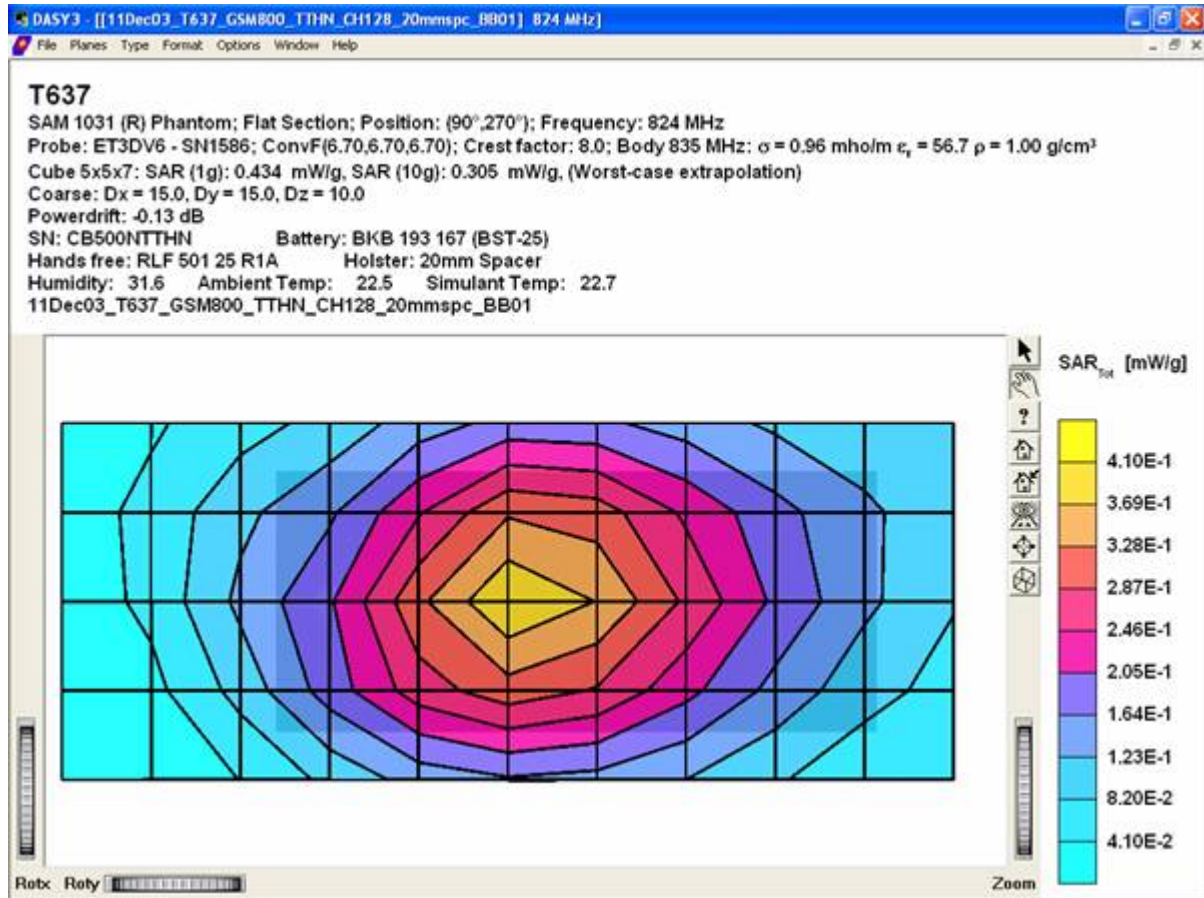 DASY3 - [[11Dec03_T637_GSM800_TTHN_CH128_20mmspc_BB01] 824 MHz]
File Planes Type Format Options Window Help
T637
SAM 1031 (R) Phantom; Flat Section; Position: (90°,270°); Frequency: 824 MHz
Probe: ET3DV6 - SN1586; ConvF(6.70,6.70,6.70); Crest factor: 8.0; Body 835 MHz: σ = 0.96 mho/m εr = 56.7 ρ = 1.00 g/cm³
Cube 5x5x7: SAR (1g): 0.434 mW/g, SAR (10g): 0.305 mW/g, (Worst-case extrapolation)
Coarse: Dx = 15.0, Dy = 15.0, Dz = 10.0
Powerdrift: -0.13 dB
SN: CB500NTTHN Battery: BKB 193 167 (BST-25)
Hands free: RLF 501 25 R1A Holster: 20mm Spacer
Humidity: 31.6 Ambient Temp: 22.5 Simulant Temp: 22.7
11Dec03_T637_GSM800_TTHN_CH128_20mmspc_BB01
SARTot [mW/g]
?
4.10E-1
3.69E-1
3.28E-1
2.87E-1
2.46E-1
2.05E-1
1.64E-1
1.23E-1
8.20E-2
4.10E-2
Rotx Roty Zoom